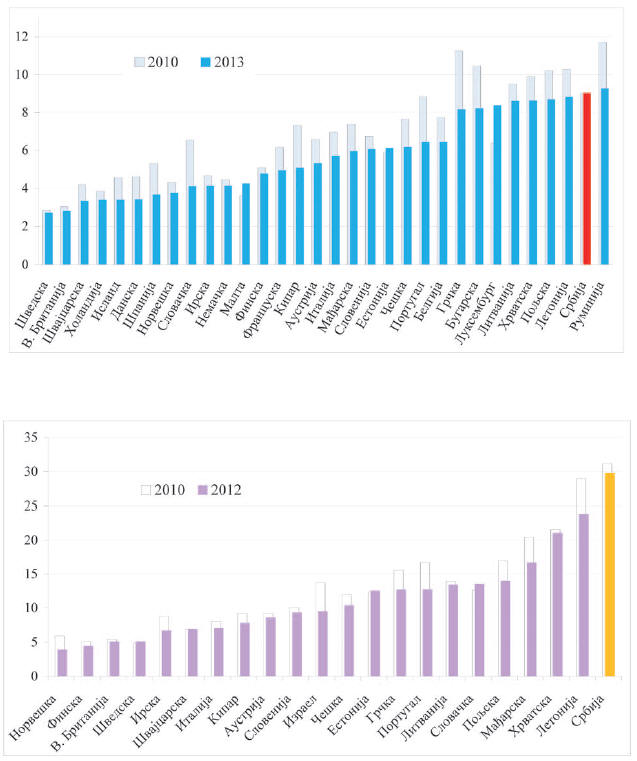 12
10
8
6
4
2
0
2010 2013
Шведска
В. Британија
Швајцарска
Холандија
Исланд
Данска
Шпанија
Норвешка
Словачка
Ирска
Немачка
Малта
Финска
Француска
Кипар
Аустрија
Италија
Мађарска
Словенија
Естонија
Чешка
Португал
Белгија
Грчка
Бугарска
Луксембург
Литванија
Хрватска
Пољска
Летонија
Србија
Румунија
35
30
25
20
15
10
5
0
2010 2012
Норвешка
Финска
В. Британија
Шведска
Ирска
Швајцарска
Италија
Кипар
Аустрија
Словенија
Израел
Чешка
Естонија
Грчка
Португал
Литванија
Словачка
Пољска
Мађарска
Хрватска
Летонија
Србија